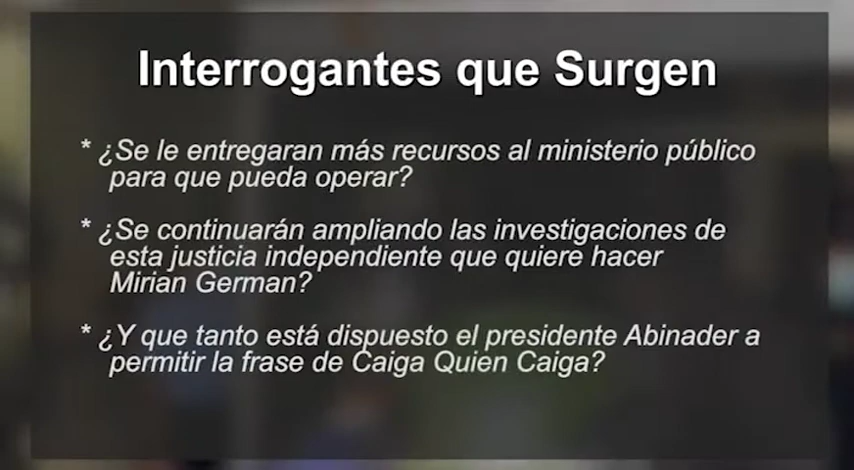 Interrogantes que Surgen
* ¿Se le entregaran más recursos al ministerio público
para que pueda operar?
* ¿Se continuarán ampliando las investigaciones de
esta justicia independiente que quiere hacer
Mirian German?
* ¿Y que tanto está dispuesto el presidente Abinader a
permitir la frase de Caiga Quien Caiga?